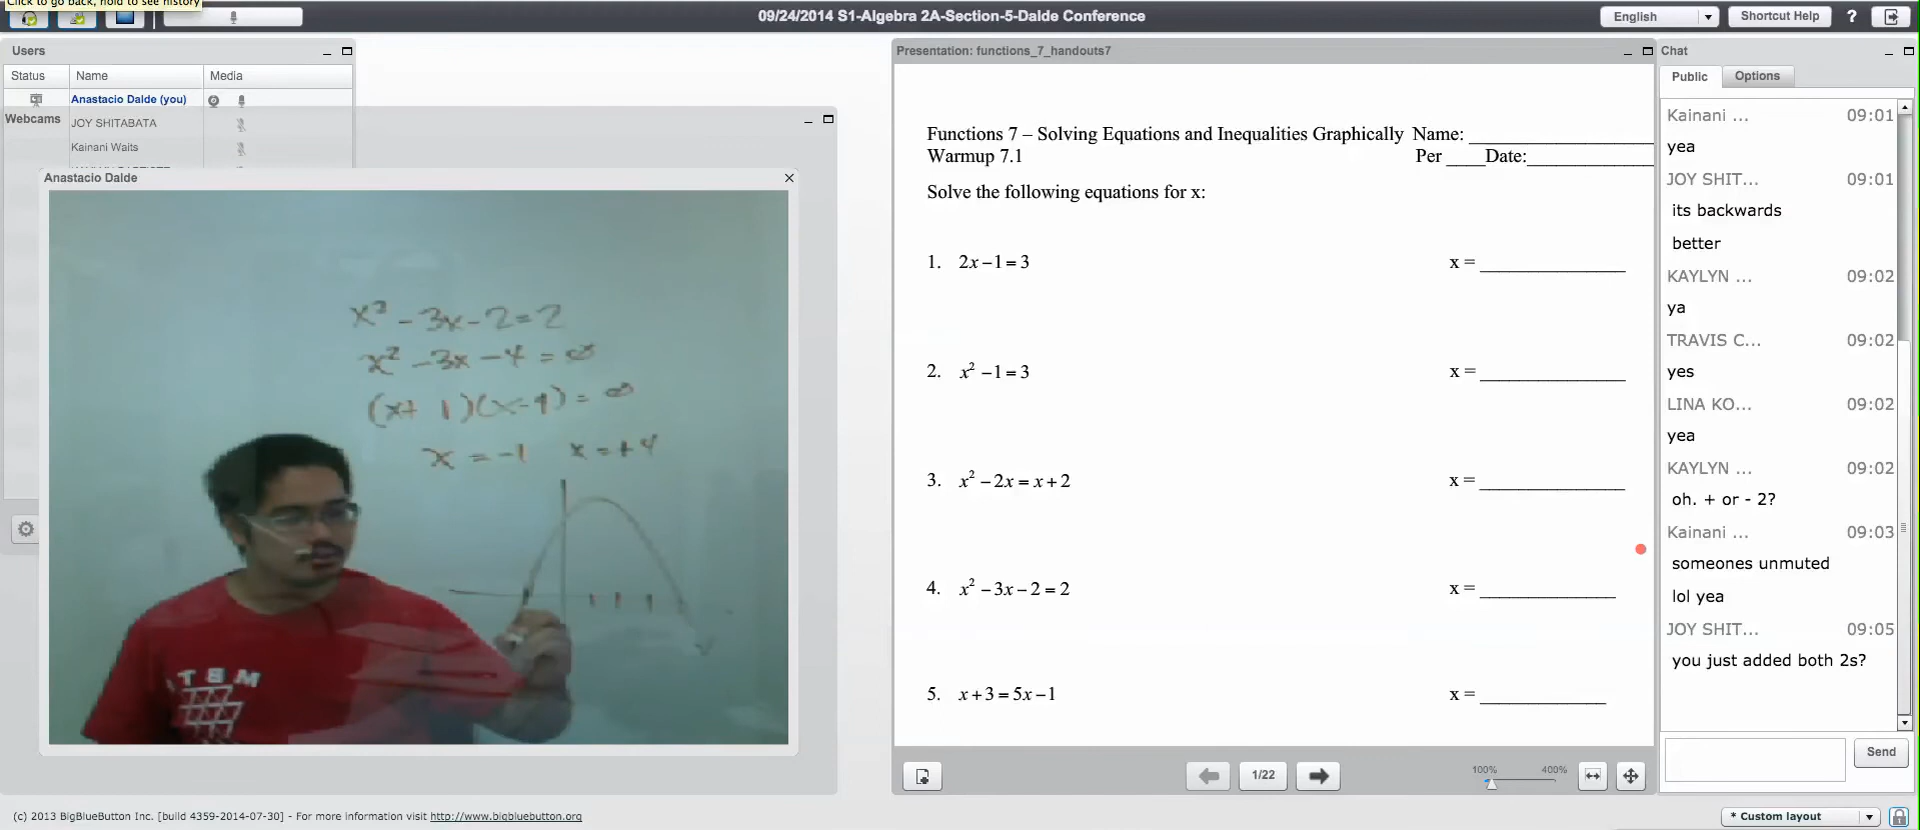 Click to go back, hold to see history
09/24/2014 S1-Algebra 2A-Section-5-Dalde Conference
English
Shortcut Help
?
Users
Status Name Media
Anastacio Dalde (you)
JOY SHITABATA
Kainani Waits
Webcams
Anastacio Dalde
x² - 3x - 2 = 2
x² - 3x - 4 = 0
(x + 1)(x - 4) = 0
x = -1 x = +4
TSM
Presentation: functions_7_handouts7
Functions 7 – Solving Equations and Inequalities Graphically Name: ____________________
Warmup 7.1 Per ____Date:______________
Solve the following equations for x:
1. 2x − 1 = 3 x = _______________
2. x² − 1 = 3 x = _______________
3. x² − 2x = x + 2 x = _______________
4. x² − 3x − 2 = 2 x = ______________
5. x + 3 = 5x − 1 x = _____________
1/22
100% 400%
Chat
Public Options
Kainani ... 09:01
yea
JOY SHIT... 09:01
its backwards
better
KAYLYN ... 09:02
ya
TRAVIS C... 09:02
yes
LINA KO... 09:02
yea
KAYLYN ... 09:02
oh. + or - 2?
Kainani ... 09:03
someones unmuted
lol yea
JOY SHIT... 09:05
you just added both 2s?
Send
(c) 2013 BigBlueButton Inc. [build 4359-2014-07-30] - For more information visit http://www.bigbluebutton.org
* Custom layout